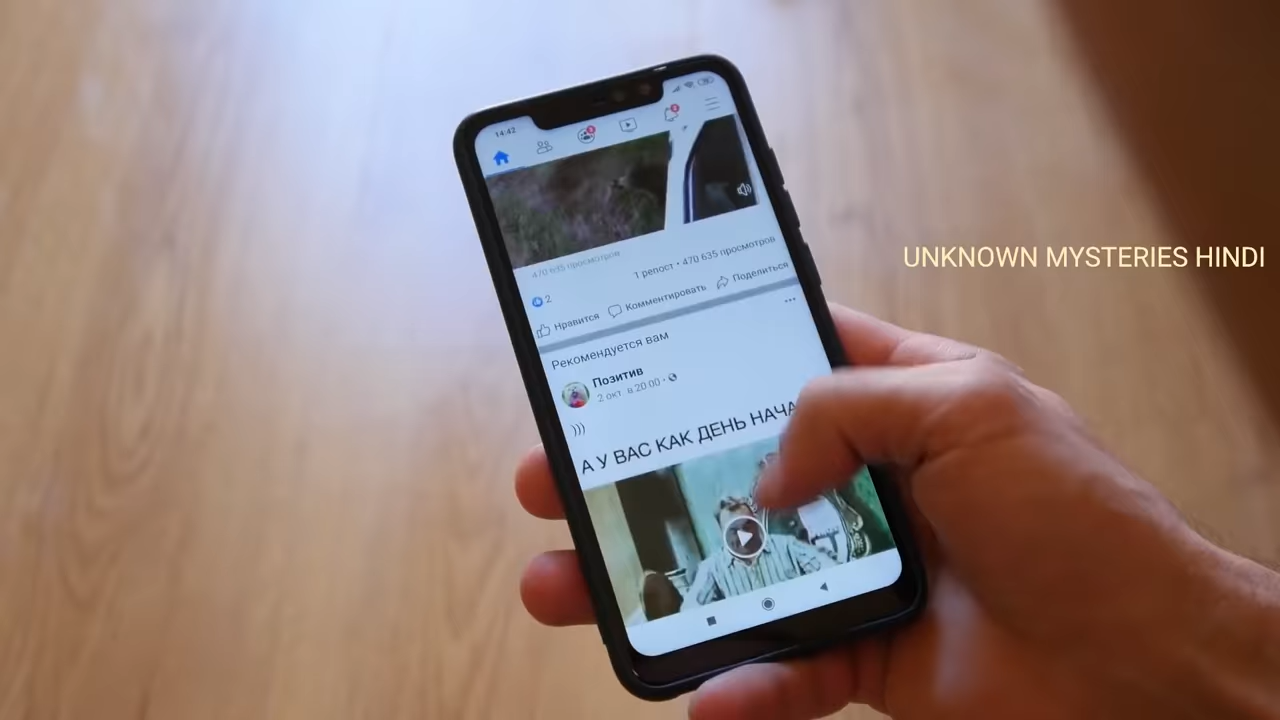 14:42
470 635 просмотров
1 репост • 470 635 просмотров
2
Нравится Комментировать Поделиться
Рекомендуется вам
Позитив
2 окт. в 20:00
)))
А У ВАС КАК ДЕНЬ НАЧА
UNKNOWN MYSTERIES HINDI